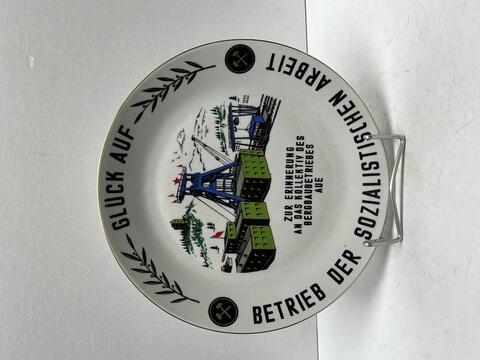 GLÜCK AUF
ZUR ERINNERUNG
AN DAS KOLLEKTIV DES
BERGBAUBETRIEBES
AUE
BETRIEB DER SOZIALISTISCHEN ARBEIT